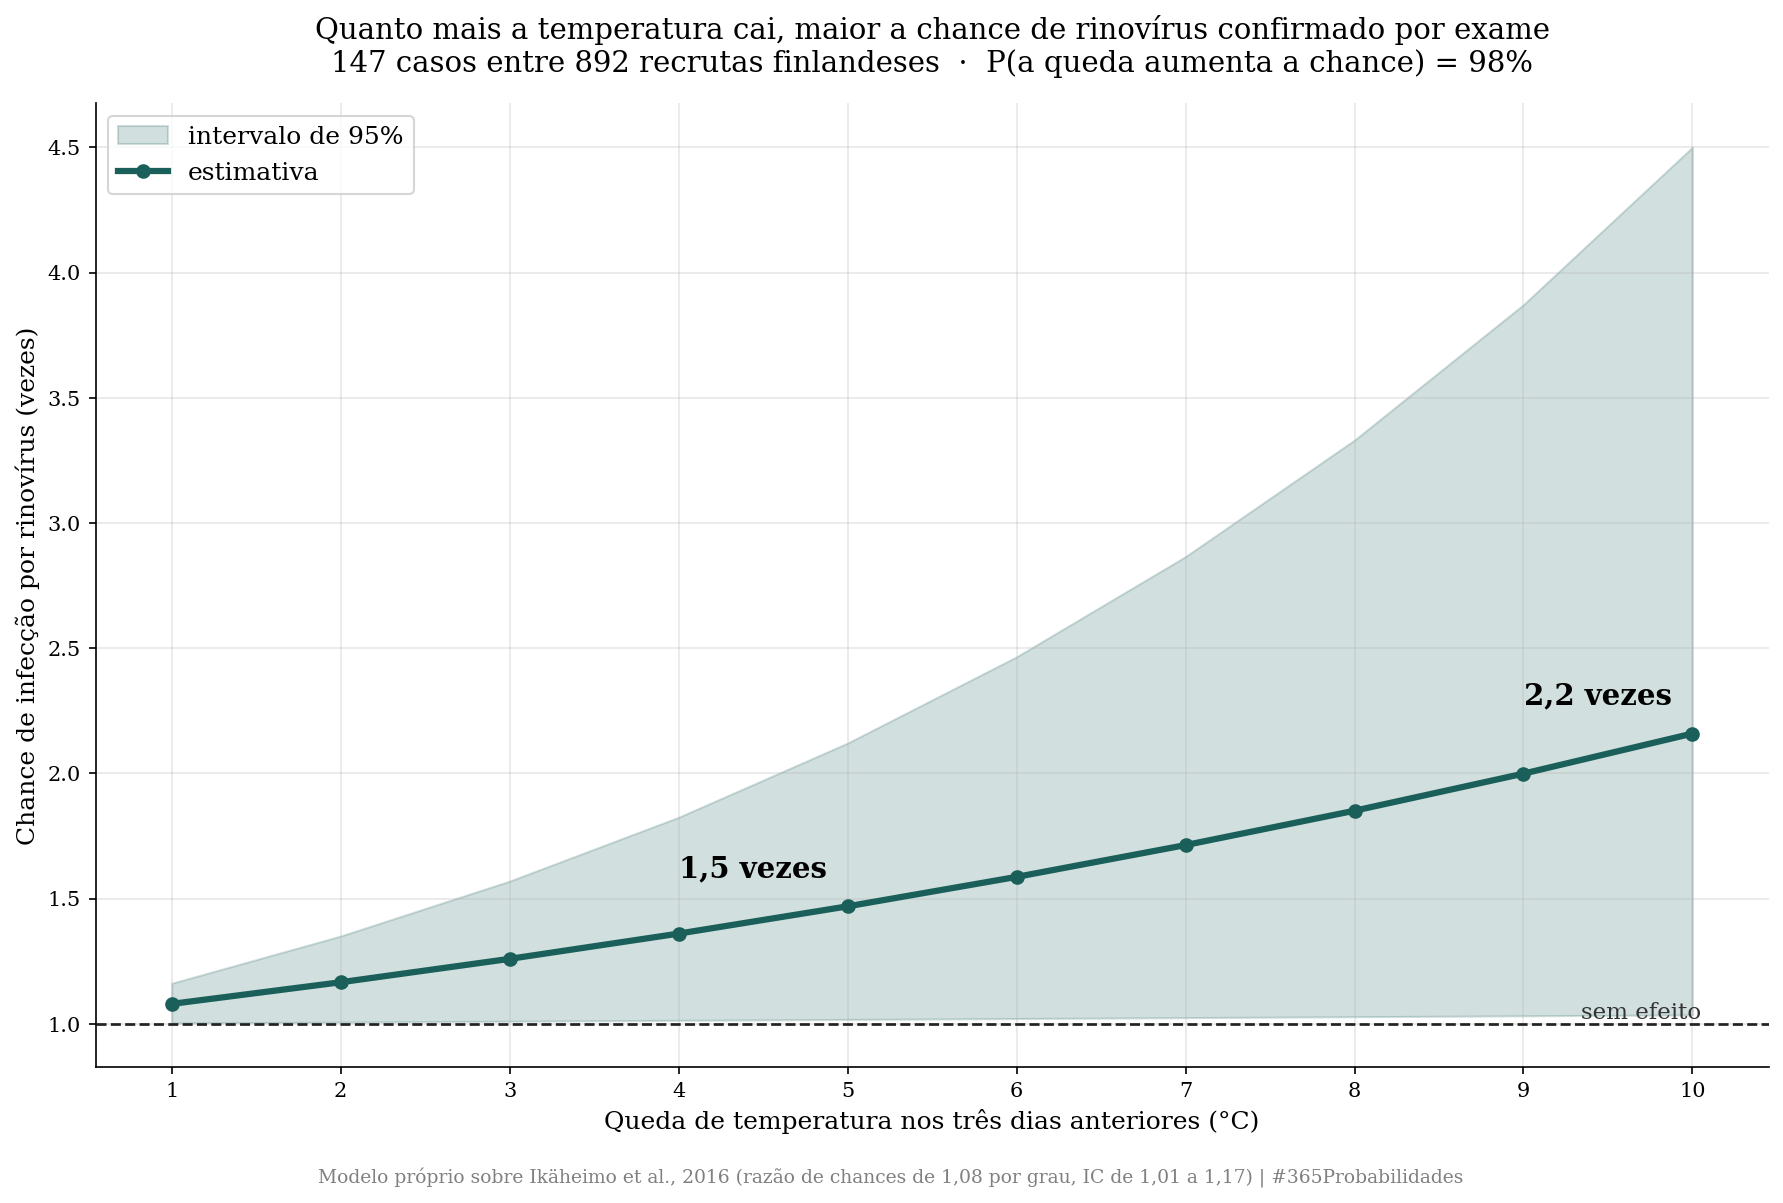 Quanto mais a temperatura cai, maior a chance de rinovírus confirmado por exame
147 casos entre 892 recrutas finlandeses · P(a queda aumenta a chance) = 98%
intervalo de 95%
estimativa
Chance de infecção por rinovírus (vezes)
4.5
4.0
3.5
3.0
2.5
2.0
1.5
1.0
2,2 vezes
1,5 vezes
sem efeito
1 2 3 4 5 6 7 8 9 10
Queda de temperatura nos três dias anteriores (°C)
Modelo próprio sobre Ikäheimo et al., 2016 (razão de chances de 1,08 por grau, IC de 1,01 a 1,17) | #365Probabilidades